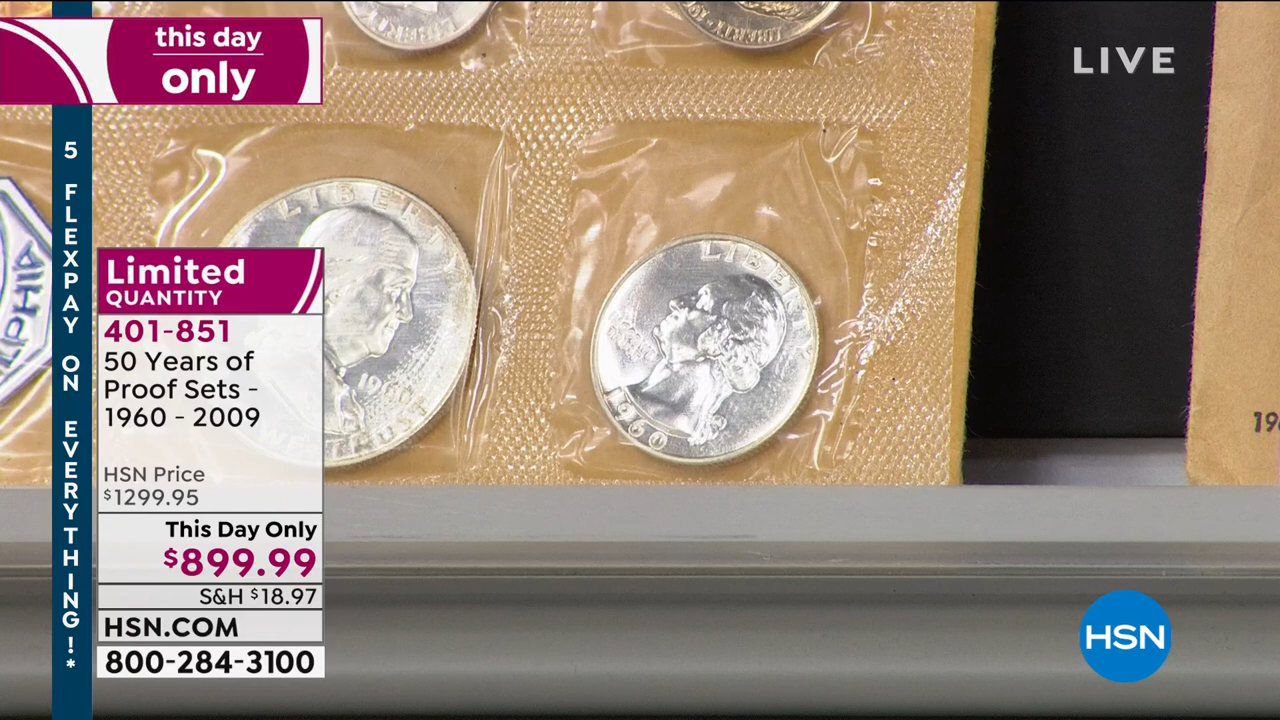 this day
only
LIVE
5 FLEXPAY ON EVERYTHING!*
Limited
QUANTITY
401-851
50 Years of
Proof Sets -
1960 - 2009
HSN Price
$1299.95
This Day Only
$899.99
S&H $18.97
HSN.COM
800-284-3100
LIBERTY
LIBERTY
LIBERTY
1960
HSN